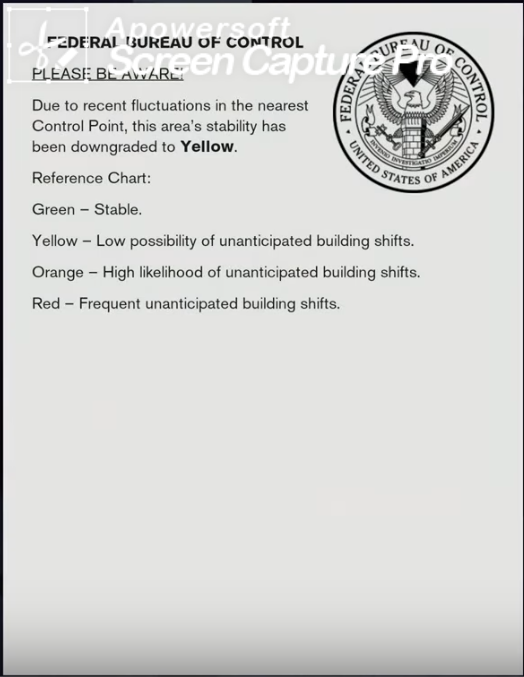 Apowersoft
Screen Capture Pro
FEDERAL BUREAU OF CONTROL
PLEASE BE AWARE:
Due to recent fluctuations in the nearest
Control Point, this area's stability has
been downgraded to Yellow.
Reference Chart:
Green – Stable.
Yellow – Low possibility of unanticipated building shifts.
Orange – High likelihood of unanticipated building shifts.
Red – Frequent unanticipated building shifts.
FEDERAL BUREAU OF CONTROL
INVENIO INVESTIGATIO IMPERIUM
• UNITED STATES OF AMERICA •